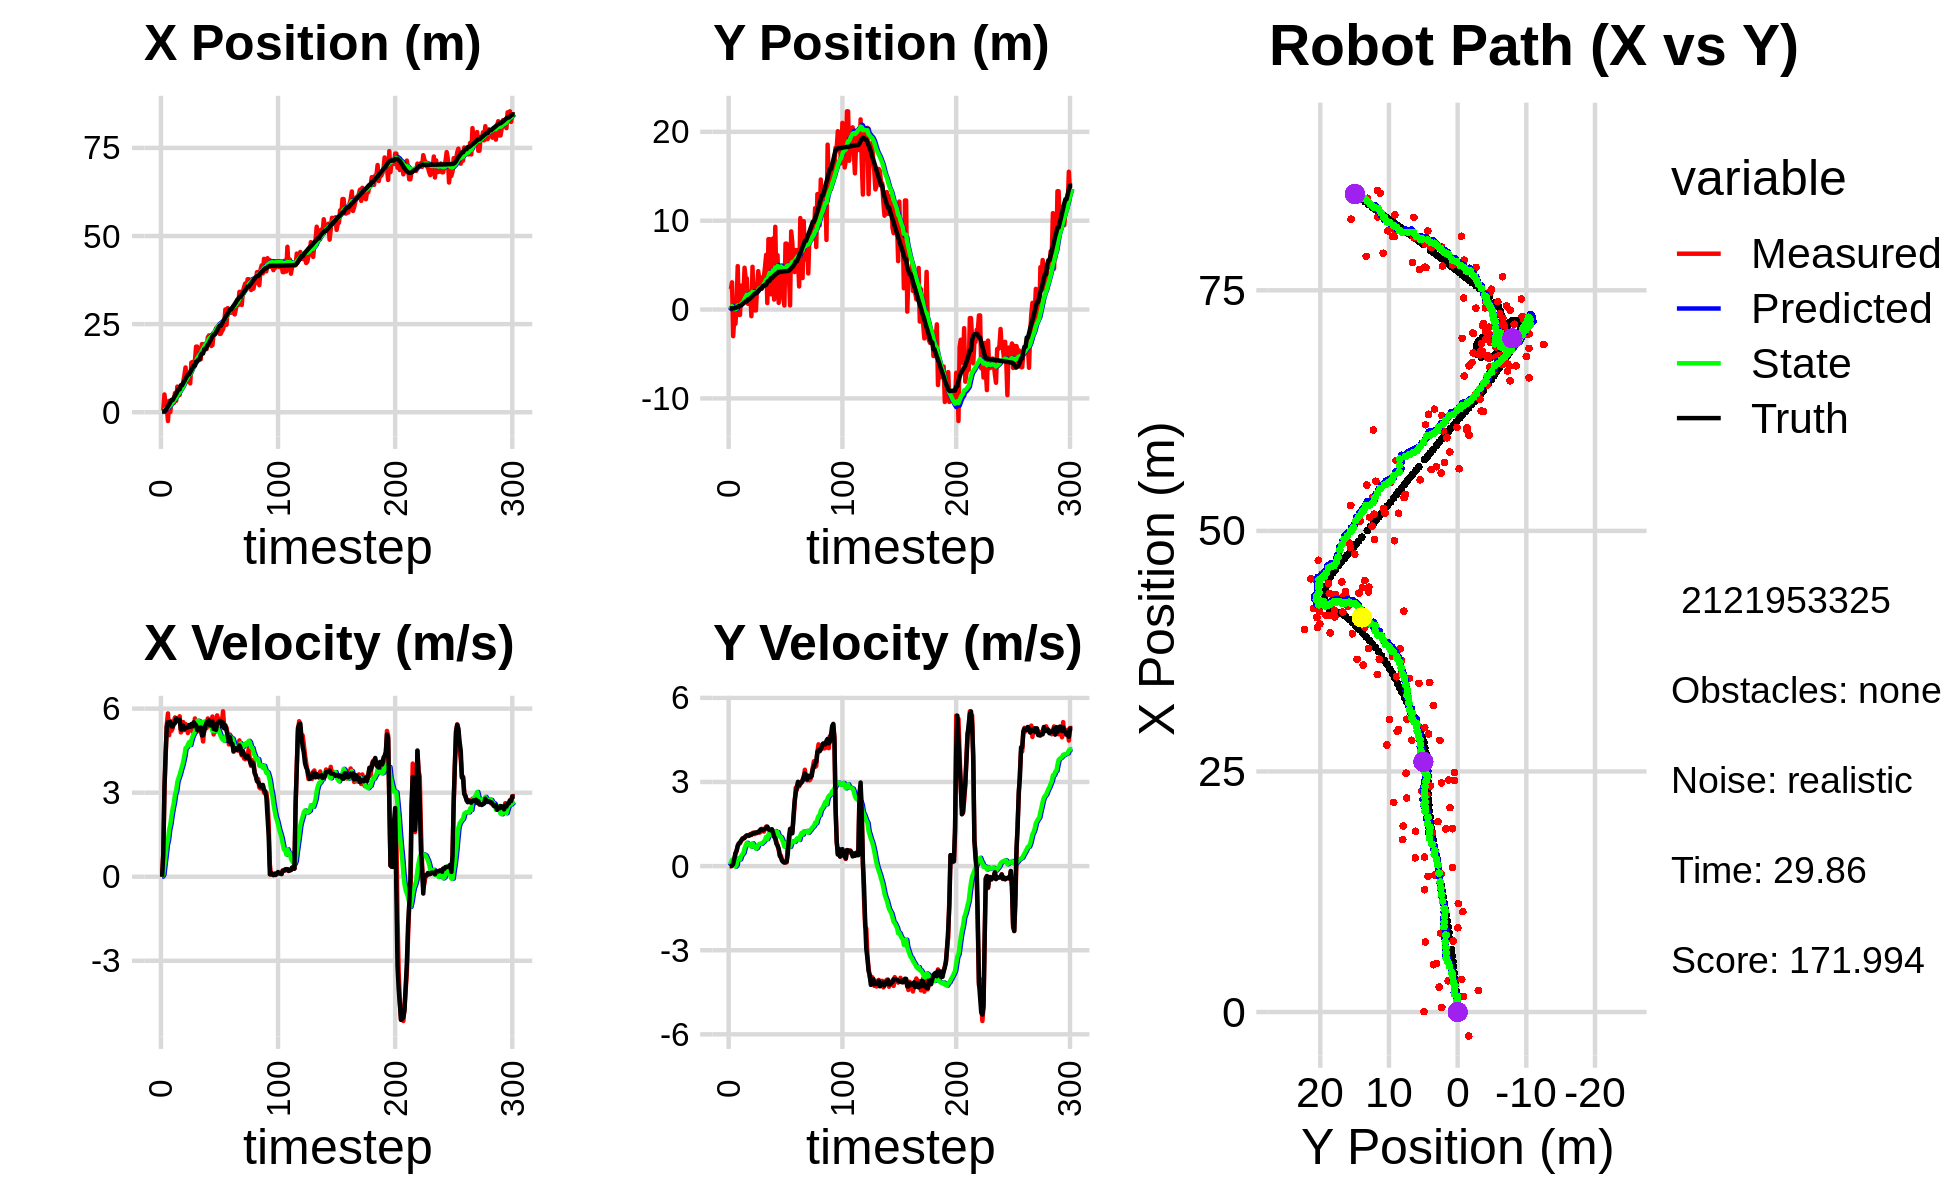 X Position (m)
75
50
25
0
0
100
200
300
timestep
Y Position (m)
20
10
0
-10
0
100
200
300
timestep
X Velocity (m/s)
6
3
0
-3
0
100
200
300
timestep
Y Velocity (m/s)
6
3
0
-3
-6
0
100
200
300
timestep
Robot Path (X vs Y)
X Position (m)
75
50
25
0
20 10 0 -10 -20
Y Position (m)
variable
Measured
Predicted
State
Truth
2121953325
Obstacles: none
Noise: realistic
Time: 29.86
Score: 171.994